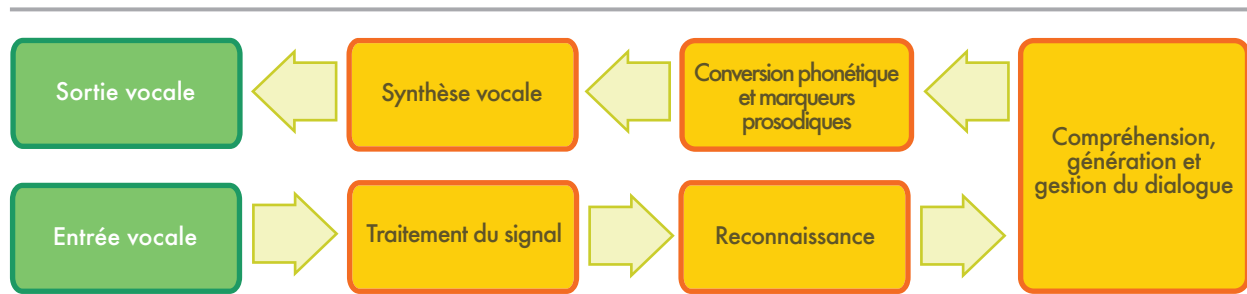 Sortie vocale
Synthèse vocale
Conversion phonétique
et marqueurs
prosodiques
Compréhension,
génération et
gestion du dialogue
Entrée vocale
Traitement du signal
Reconnaissance